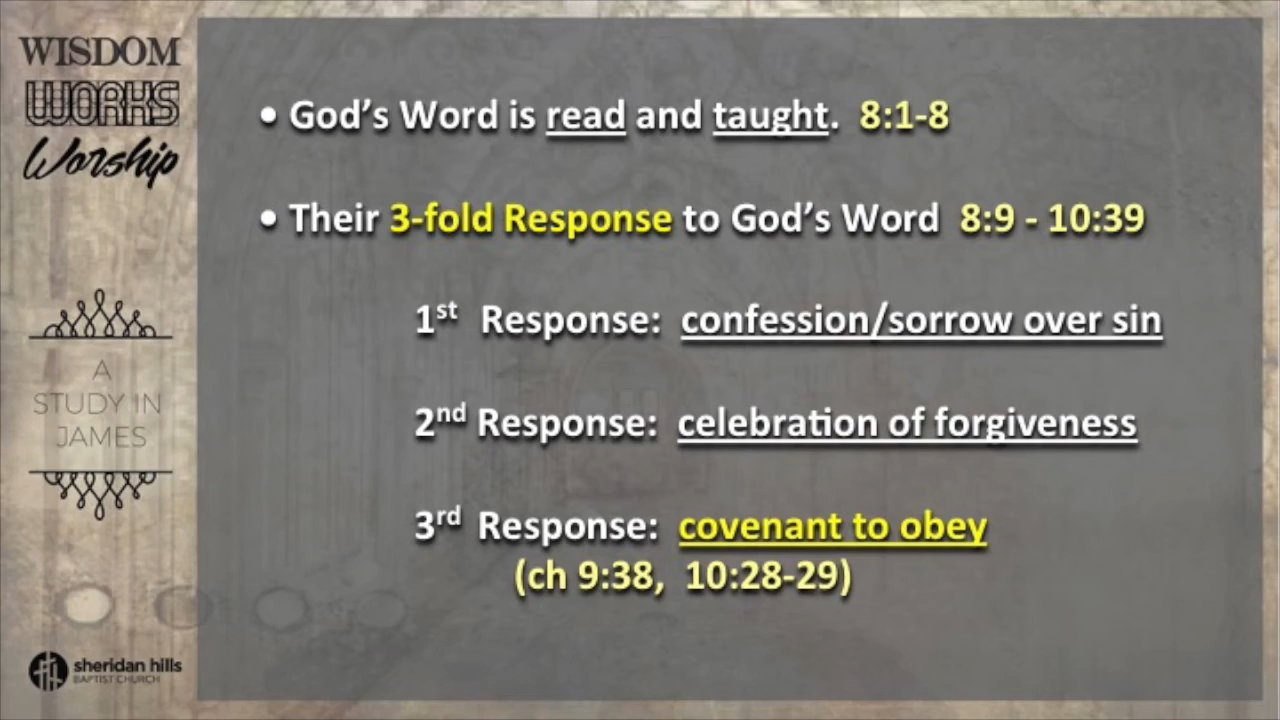 WISDOM
WORKS
Worship
A
STUDY IN
JAMES
sheridan hills
BAPTIST CHURCH
• God's Word is read and taught. 8:1-8
• Their 3-fold Response to God's Word 8:9 - 10:39
1st Response: confession/sorrow over sin
2nd Response: celebration of forgiveness
3rd Response: covenant to obey
(ch 9:38, 10:28-29)